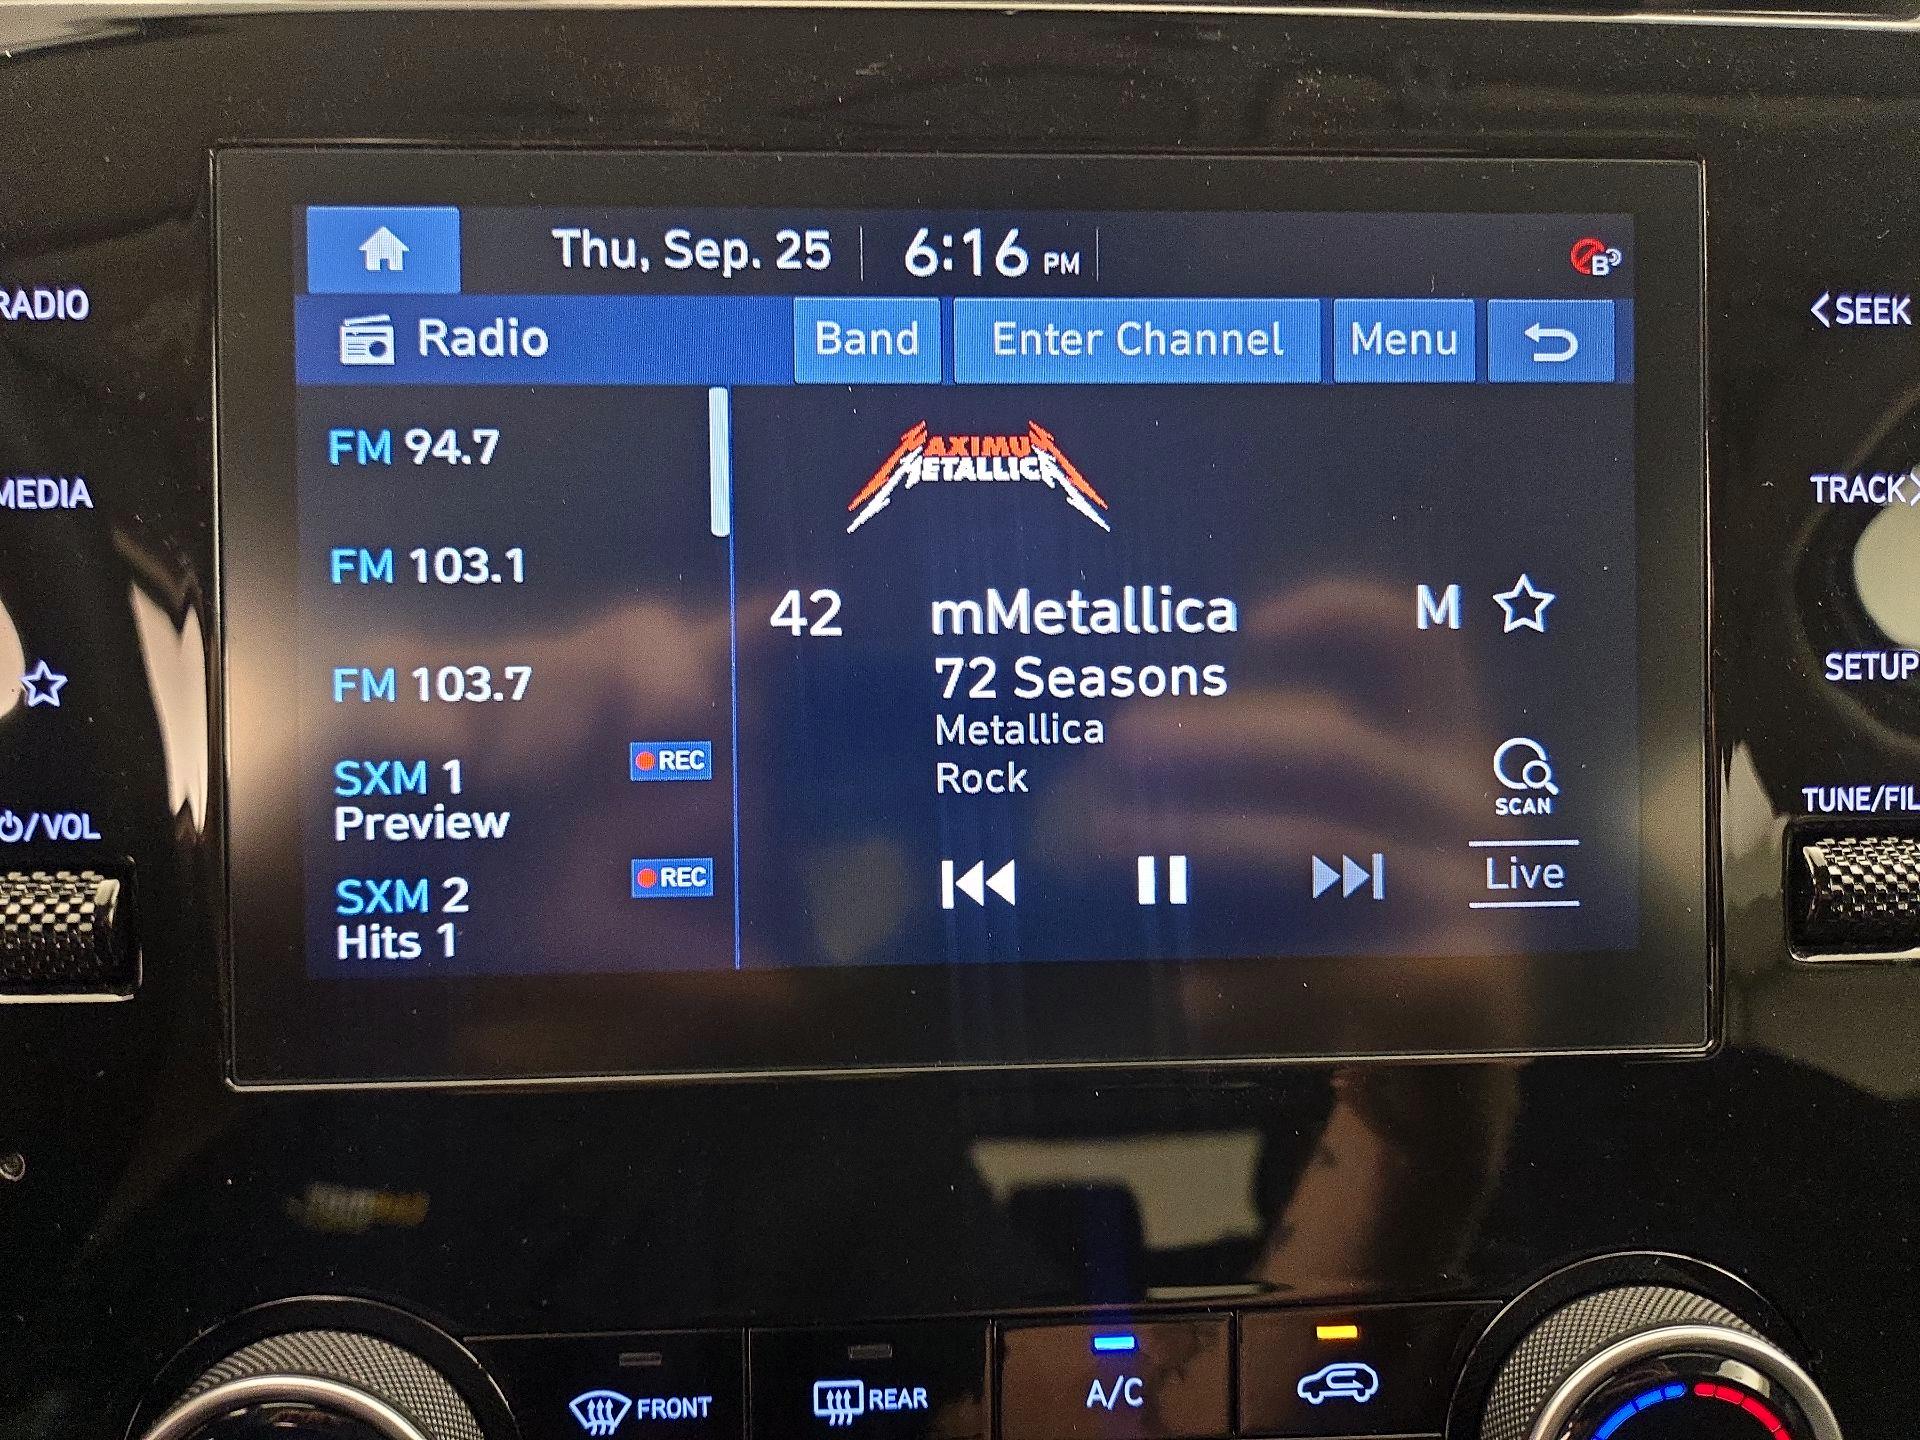 Thu, Sep. 25
6:16 PM
B
RADIO
Radio
Band
Enter Channel
Menu
SEEK
FM 94.7
MAXIMUM
METALLICA
MEDIA
TRACK
FM 103.1
42
mMetallica
M
72 Seasons
Metallica
Rock
FM 103.7
SETUP
SXM 1
REC
Preview
SCAN
/VOL
SXM 2
REC
Hits 1
Live
TUNE/FIL
FRONT
REAR
A/C